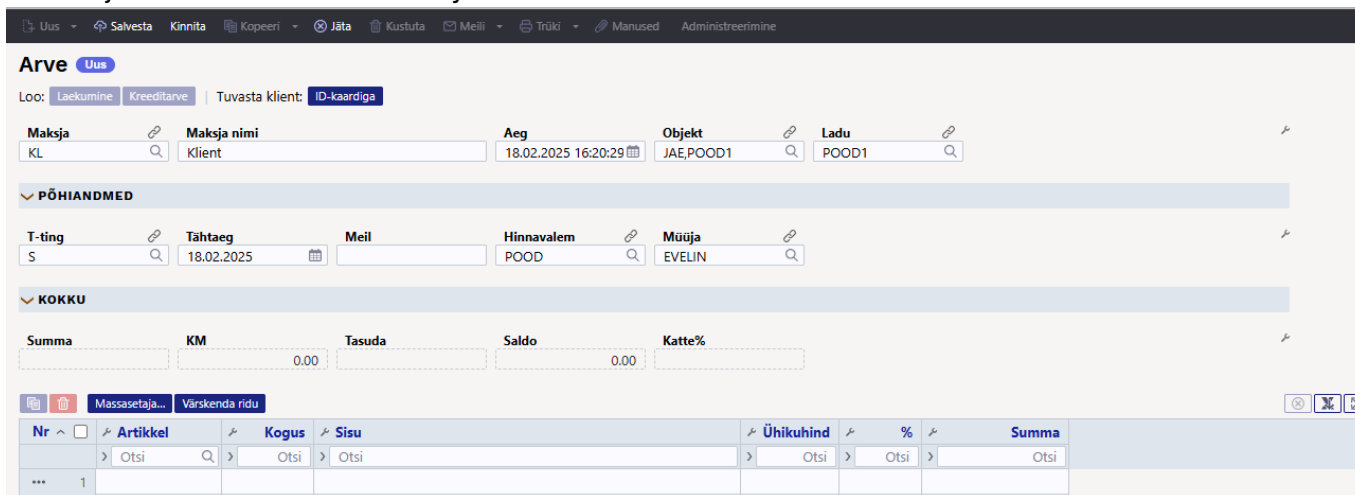 Uus Salvesta Kinnita Kopeeri Jäta Kustuta Meili Trüki Manused Administreerimine
Arve Uus
Loo: Laekumine Kreeditarve | Tuvasta klient: ID-kaardiga
Maksja Maksja nimi Aeg Objekt Ladu
KL Klient 18.02.2025 16:20:29 JAE,POOD1 POOD1
PÕHIANDMED
T-ting Tähtaeg Meil Hinnavalem Müüja
S 18.02.2025 POOD EVELIN
KOKKU
Summa KM Tasuda Saldo Katte%
0.00 0.00
Massasetaja... Värskenda ridu
Nr Artikkel Kogus Sisu Ühikuhind % Summa
Otsi Otsi Otsi Otsi Otsi Otsi
... 1